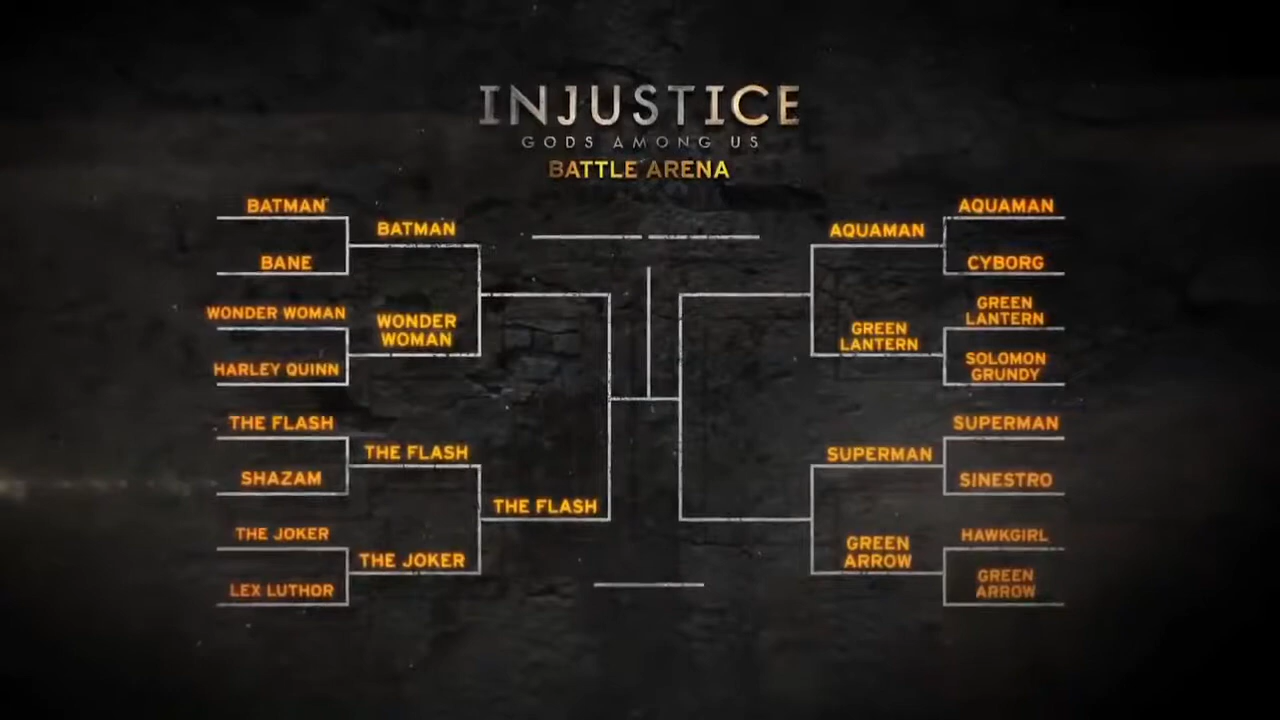 INJUSTICE
GODS AMONG US
BATTLE ARENA
BATMAN
BANE
WONDER WOMAN
HARLEY QUINN
THE FLASH
SHAZAM
THE JOKER
LEX LUTHOR
BATMAN
WONDER
WOMAN
THE FLASH
THE JOKER
THE FLASH
AQUAMAN
GREEN
LANTERN
SUPERMAN
GREEN
ARROW
AQUAMAN
CYBORG
GREEN
LANTERN
SOLOMON
GRUNDY
SUPERMAN
SINESTRO
HAWKGIRL
GREEN
ARROW